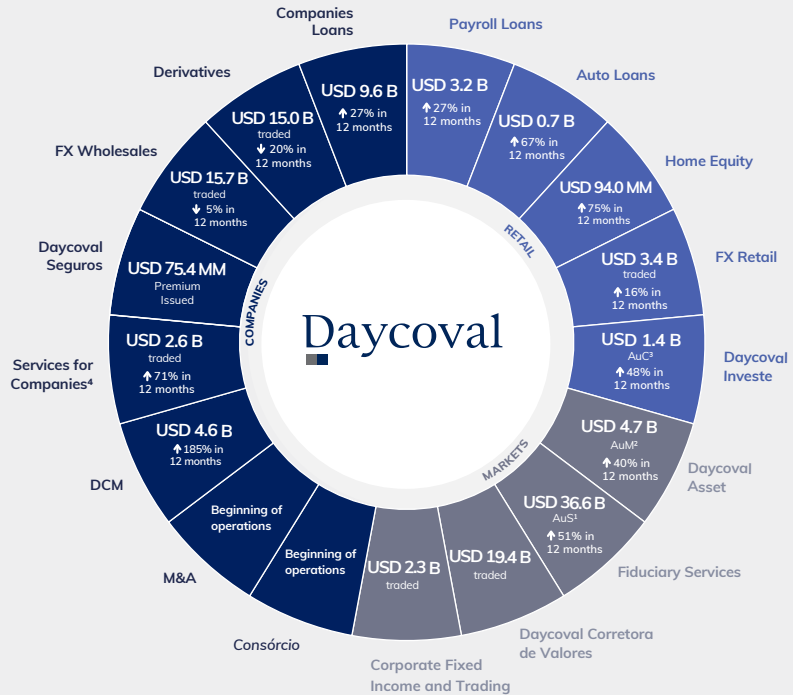 Companies
Loans
USD 9.6 B
↑ 27% in
12 months
Payroll Loans
USD 3.2 B
↑ 27% in
12 months
Auto Loans
USD 0.7 B
↑ 67% in
12 months
Home Equity
USD 94.0 MM
↑ 75% in
12 months
FX Retail
USD 3.4 B
traded
↑ 16% in
12 months
Daycoval
Investe
USD 1.4 B
AuC³
↑ 48% in
12 months
Daycoval
Asset
USD 4.7 B
AuM²
↑ 40% in
12 months
Fiduciary Services
USD 36.6 B
AuS¹
↑ 51% in
12 months
Daycoval Corretora
de Valores
USD 19.4 B
traded
Corporate Fixed
Income and Trading
USD 2.3 B
traded
Consórcio
Beginning of
operations
M&A
Beginning of
operations
DCM
USD 4.6 B
↑ 185% in
12 months
Services for
Companies⁴
USD 2.6 B
traded
↑ 71% in
12 months
Daycoval
Seguros
USD 75.4 MM
Premium
Issued
FX Wholesales
USD 15.7 B
traded
↓ 5% in
12 months
Derivatives
USD 15.0 B
traded
↓ 20% in
12 months
COMPANIES
RETAIL
MARKETS
Daycoval